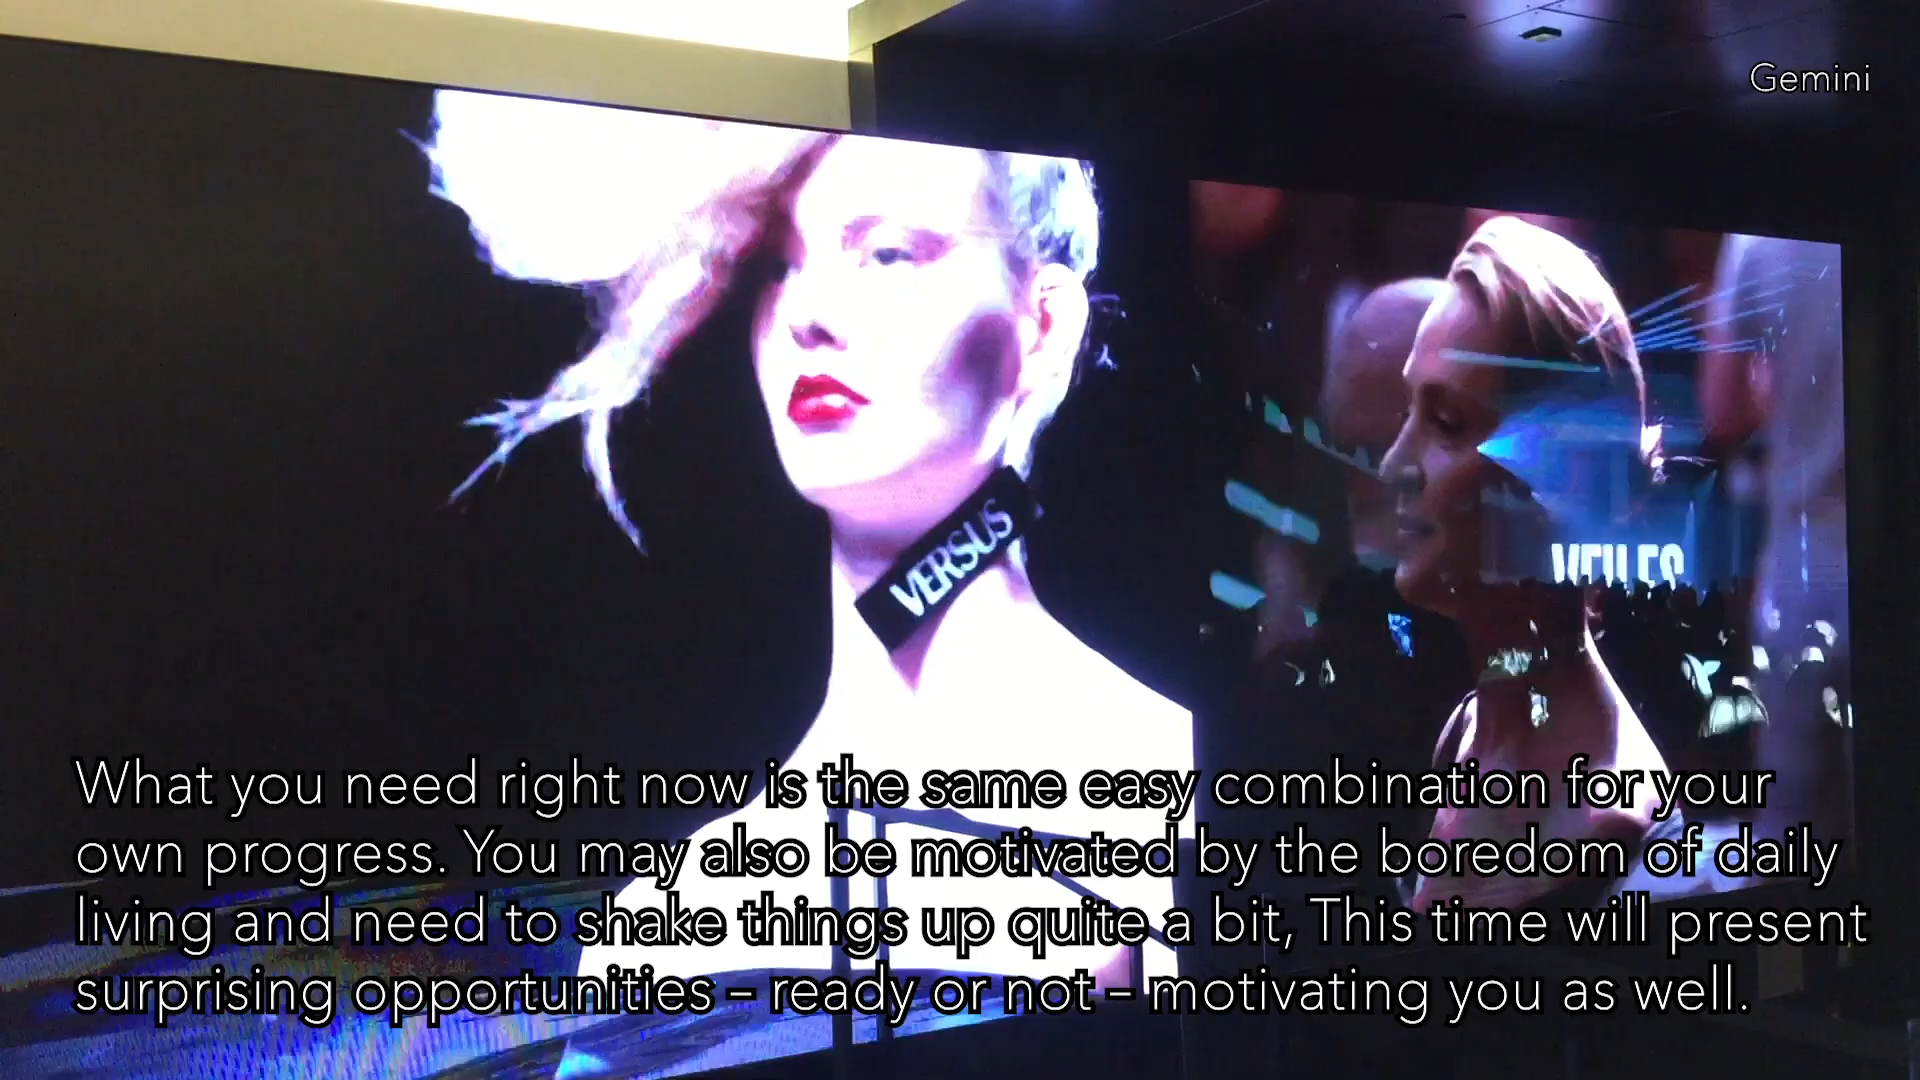 Gemini
VERSUS
What you need right now is the same easy combination for your
own progress. You may also be motivated by the boredom of daily
living and need to shake things up quite a bit, This time will present
surprising opportunities – ready or not – motivating you as well.